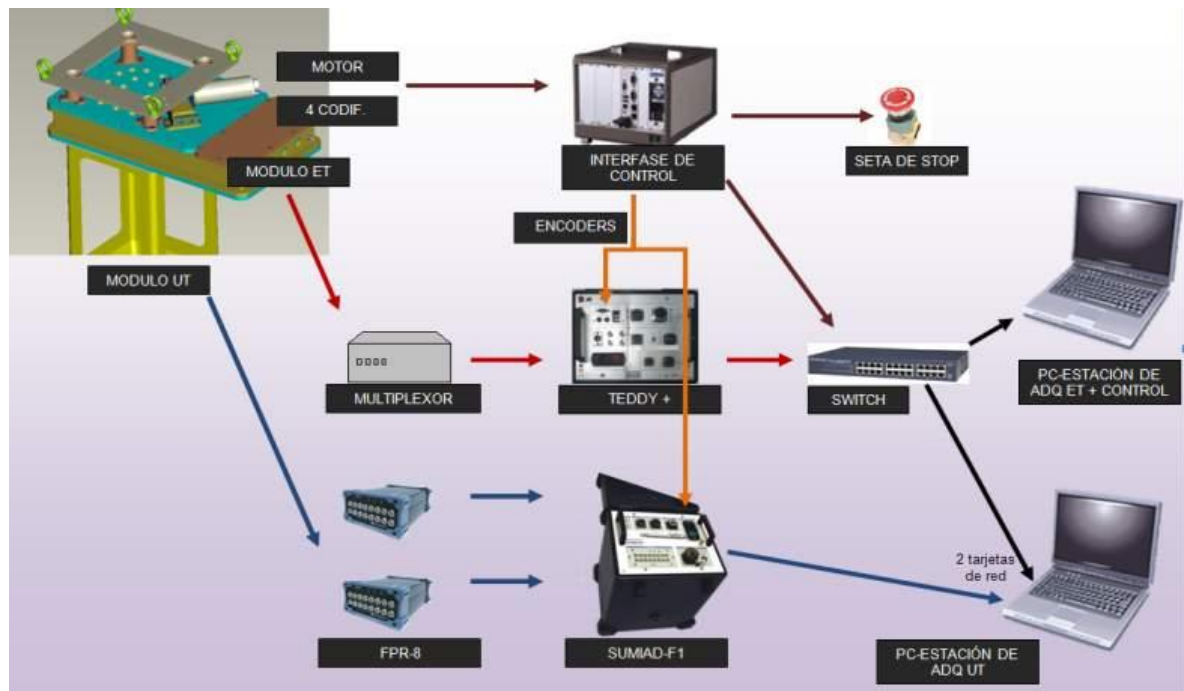 MOTOR
4 CODIF.
MODULO ET
MODULO UT
INTERFASE DE
CONTROL
SETA DE STOP
ENCODERS
MULTIPLEXOR
TEDDY +
SWITCH
PC-ESTACIÓN DE
ADQ ET + CONTROL
2 tarjetas
de red
FPR-8
SUMIAD-F1
PC-ESTACIÓN DE
ADQ UT